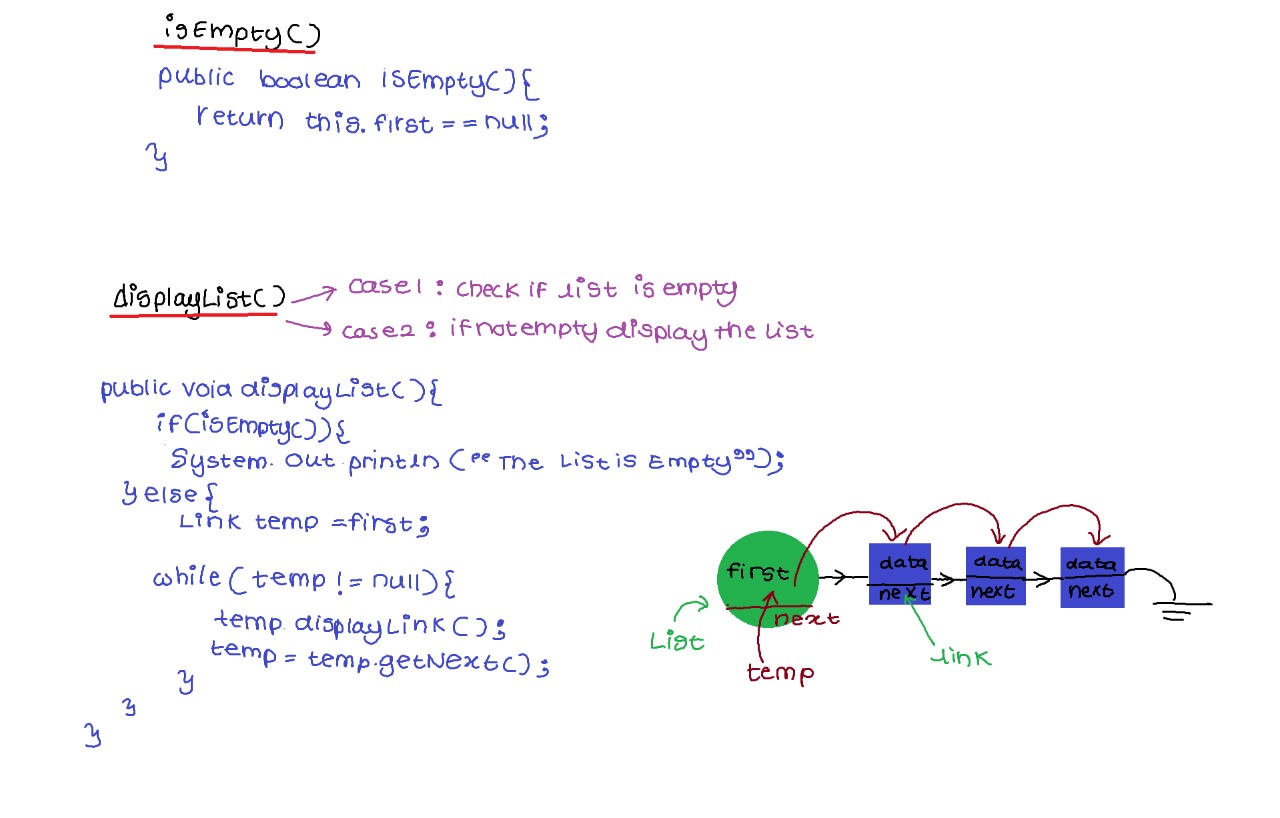 isEmpty()
public boolean isEmpty(){
return this.first == null;
}
displayList()
case1 : check if list is empty
case2 : if not empty display the list
public void displayList(){
if(isEmpty()){
System.out.println("The List is Empty");
} else {
Link temp = first;
while(temp != null){
temp.displayLink();
temp = temp.getNext();
}
}
}
first
next
List
temp
data
next
data
next
data
next
link